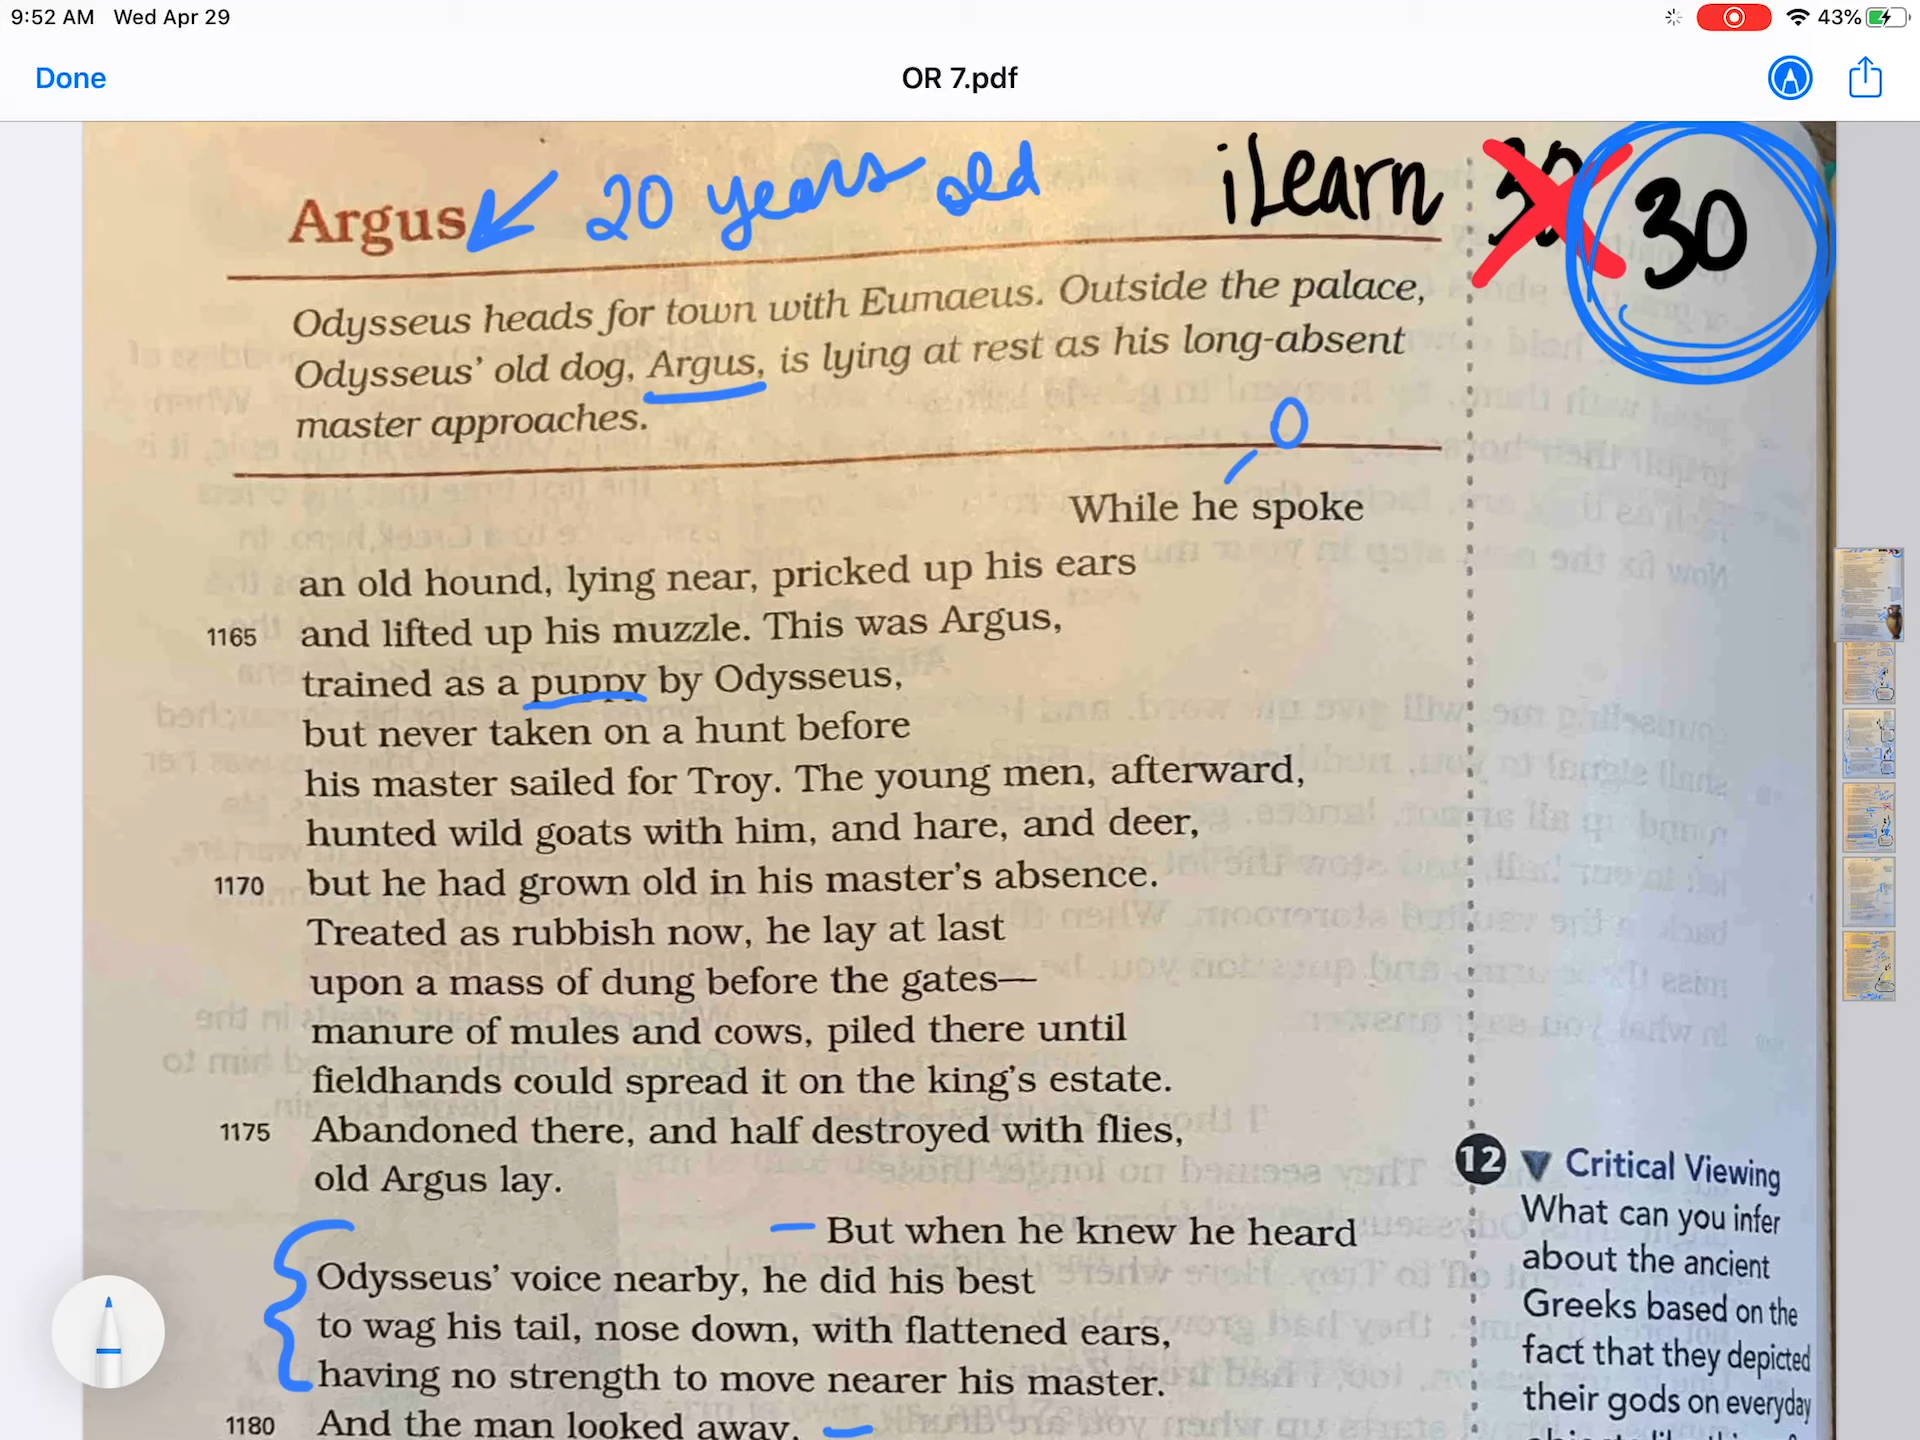 9:52 AM Wed Apr 29
43%
Done
OR 7.pdf
Argus
20 years old
iLearn
30
Odysseus heads for town with Eumaeus. Outside the palace,
Odysseus' old dog, Argus, is lying at rest as his long-absent
master approaches.
O
While he spoke
an old hound, lying near, pricked up his ears
1165 and lifted up his muzzle. This was Argus,
trained as a puppy by Odysseus,
but never taken on a hunt before
his master sailed for Troy. The young men, afterward,
hunted wild goats with him, and hare, and deer,
1170 but he had grown old in his master's absence.
Treated as rubbish now, he lay at last
upon a mass of dung before the gates—
manure of mules and cows, piled there until
fieldhands could spread it on the king's estate.
1175 Abandoned there, and half destroyed with flies,
old Argus lay.
But when he knew he heard
Odysseus' voice nearby, he did his best
to wag his tail, nose down, with flattened ears,
having no strength to move nearer his master.
1180 And the man looked away,
12 Critical Viewing
What can you infer
about the ancient
Greeks based on the
fact that they depicted
their gods on everyday